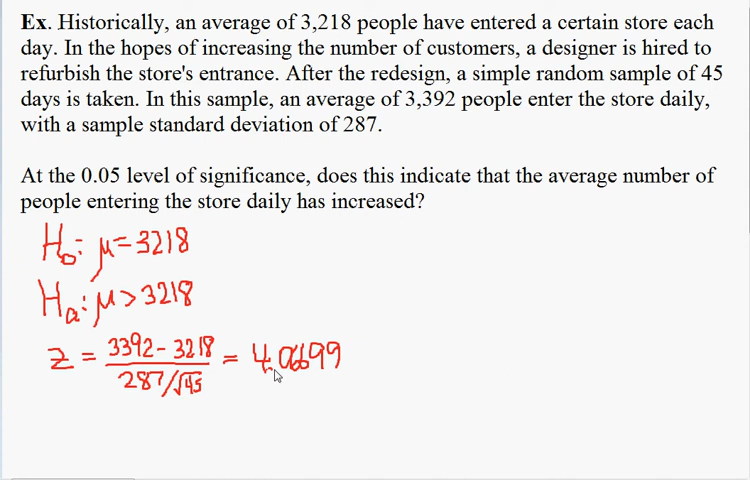 Ex. Historically, an average of 3,218 people have entered a certain store each
day. In the hopes of increasing the number of customers, a designer is hired to
refurbish the store's entrance. After the redesign, a simple random sample of 45
days is taken. In this sample, an average of 3,392 people enter the store daily,
with a sample standard deviation of 287.
At the 0.05 level of significance, does this indicate that the average number of
people entering the store daily has increased?
H₀: μ = 3218
Hₐ: μ > 3218
z = (3392 - 3218) / (287/√45) = 4.06699